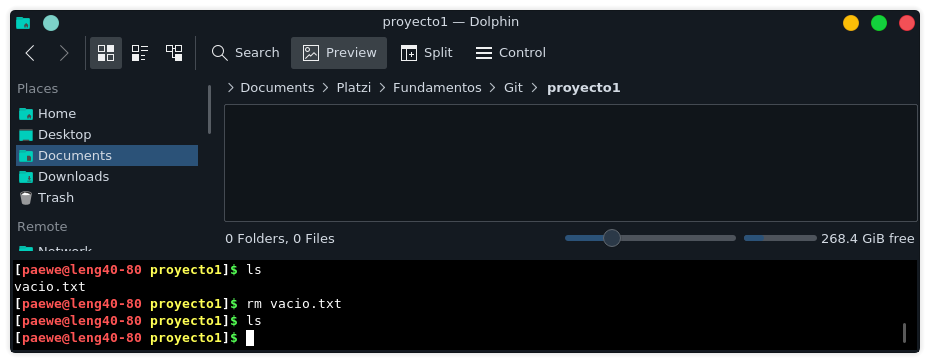 proyecto1 — Dolphin
Search Preview Split Control
Places
Home
Desktop
Documents
Downloads
Trash
Remote
Network
Documents > Platzi > Fundamentos > Git > proyecto1
0 Folders, 0 Files
268.4 GiB free
[paewe@leng40-80 proyecto1]$ ls
vacio.txt
[paewe@leng40-80 proyecto1]$ rm vacio.txt
[paewe@leng40-80 proyecto1]$ ls
[paewe@leng40-80 proyecto1]$